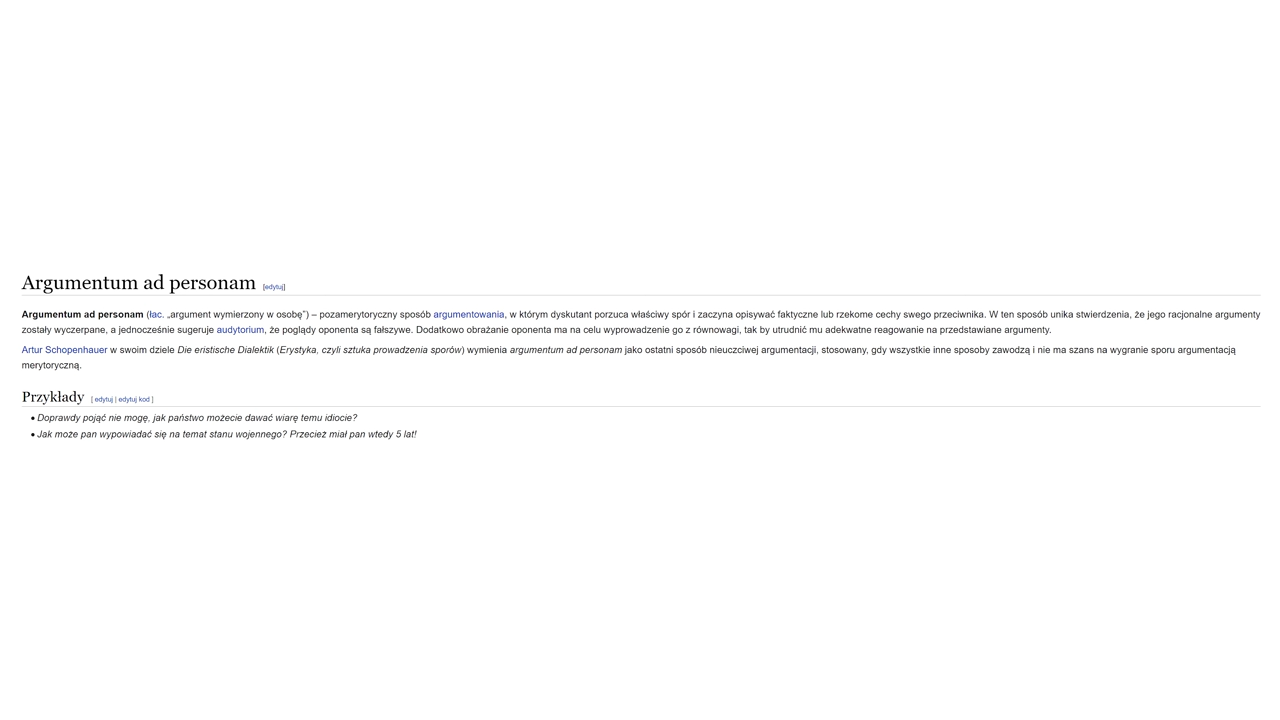 Argumentum ad personam [edytuj]
Argumentum ad personam (łac. „argument wymierzony w osobę”) – pozamerytoryczny sposób argumentowania, w którym dyskutant porzuca właściwy spór i zaczyna opisywać faktyczne lub rzekome cechy swego przeciwnika. W ten sposób unika stwierdzenia, że jego racjonalne argumenty
zostały wyczerpane, a jednocześnie sugeruje audytorium, że poglądy oponenta są fałszywe. Dodatkowo obrażanie oponenta ma na celu wyprowadzenie go z równowagi, tak by utrudnić mu adekwatne reagowanie na przedstawiane argumenty.
Artur Schopenhauer w swoim dziele Die eristische Dialektik (Erystyka, czyli sztuka prowadzenia sporów) wymienia argumentum ad personam jako ostatni sposób nieuczciwej argumentacji, stosowany, gdy wszystkie inne sposoby zawodzą i nie ma szans na wygranie sporu argumentacją
merytoryczną.
Przykłady [ edytuj | edytuj kod ]
• Doprawdy pojąć nie mogę, jak państwo możecie dawać wiarę temu idiocie?
• Jak może pan wypowiadać się na temat stanu wojennego? Przecież miał pan wtedy 5 lat!